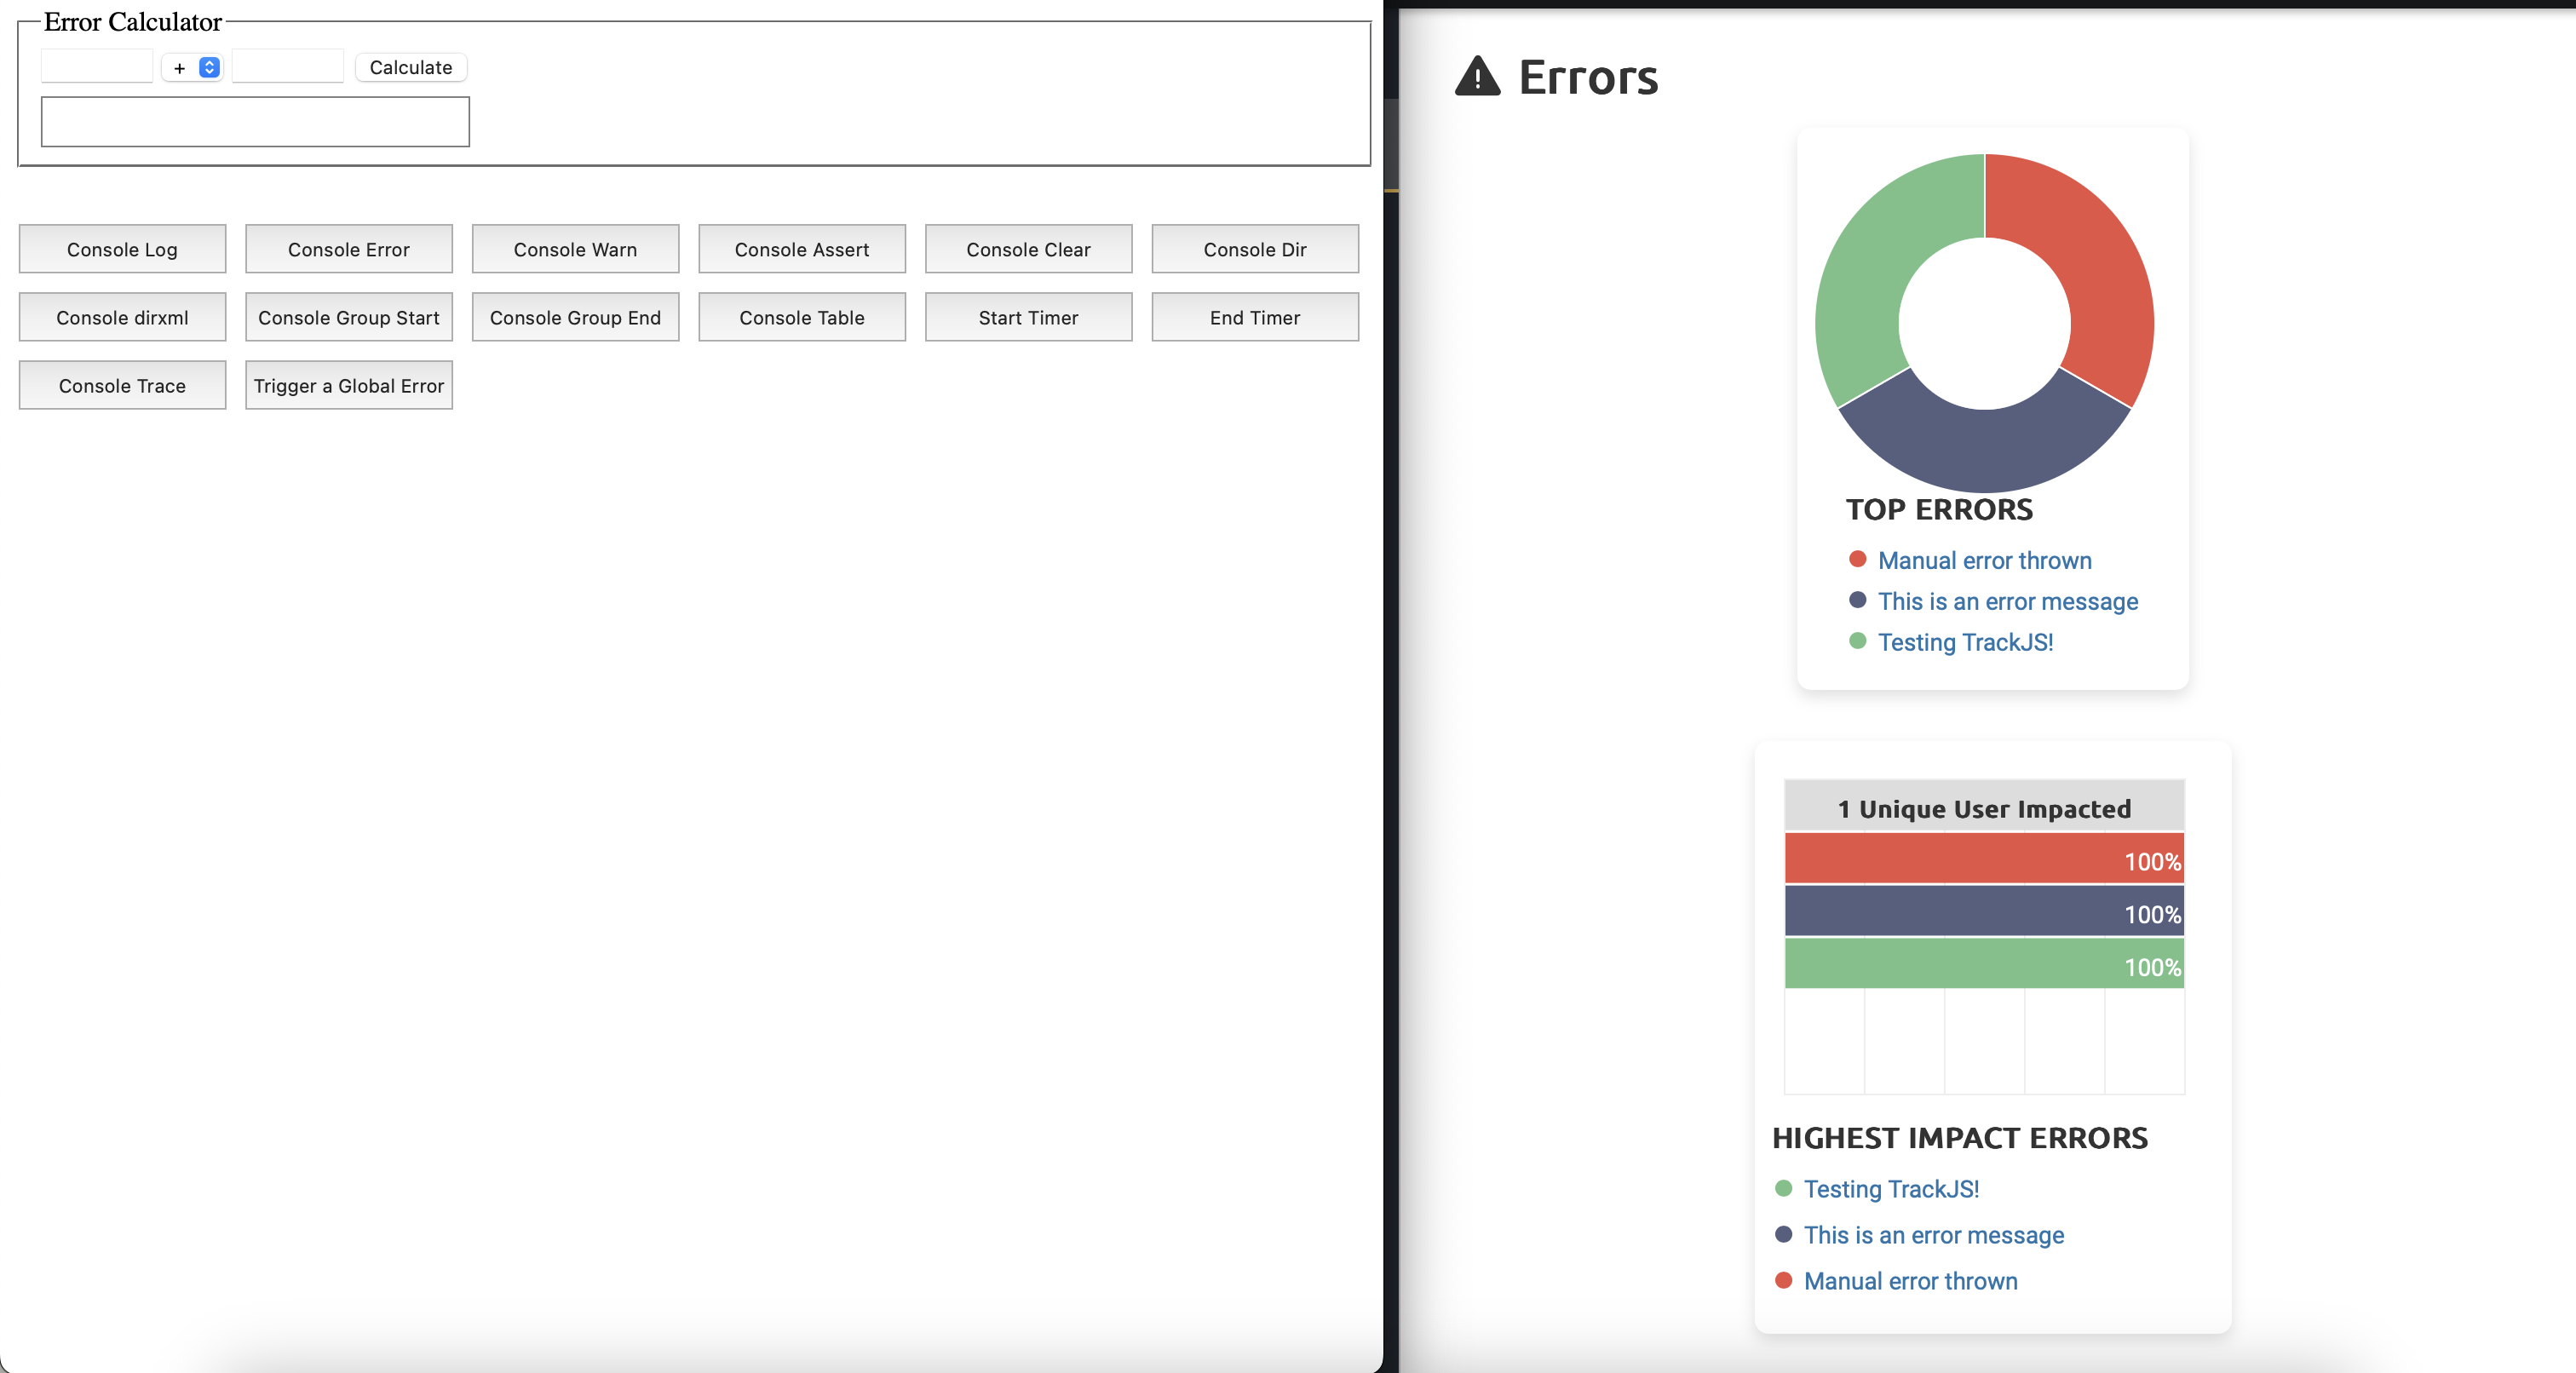 Error Calculator
+ Calculate
Console Log Console Error Console Warn Console Assert Console Clear Console Dir
Console dirxml Console Group Start Console Group End Console Table Start Timer End Timer
Console Trace Trigger a Global Error
Errors
TOP ERRORS
Manual error thrown
This is an error message
Testing TrackJS!
1 Unique User Impacted
100%
100%
100%
HIGHEST IMPACT ERRORS
Testing TrackJS!
This is an error message
Manual error thrown